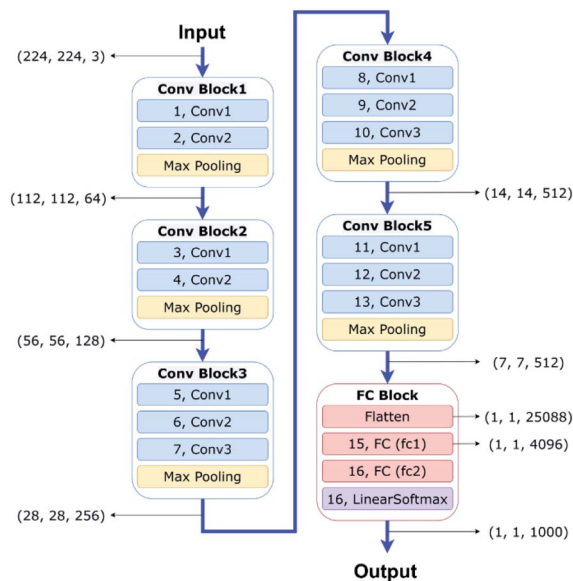 Input
(224, 224, 3)
Conv Block1
1, Conv1
2, Conv2
Max Pooling
(112, 112, 64)
Conv Block2
3, Conv1
4, Conv2
Max Pooling
(56, 56, 128)
Conv Block3
5, Conv1
6, Conv2
7, Conv3
Max Pooling
(28, 28, 256)
Conv Block4
8, Conv1
9, Conv2
10, Conv3
Max Pooling
(14, 14, 512)
Conv Block5
11, Conv1
12, Conv2
13, Conv3
Max Pooling
(7, 7, 512)
FC Block
Flatten
(1, 1, 25088)
15, FC (fc1)
(1, 1, 4096)
16, FC (fc2)
16, LinearSoftmax
(1, 1, 1000)
Output